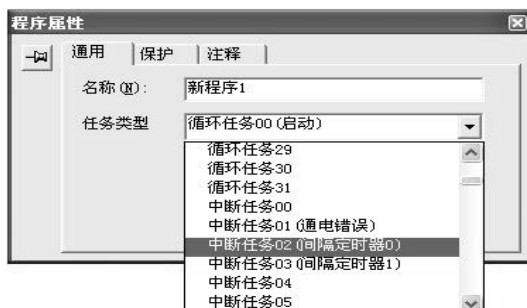 程序属性
通用 保护 注释
名称(N):
新程序1
任务类型
循环任务00(启动)
循环任务29
循环任务30
循环任务31
中断任务00
中断任务01(通电错误)
中断任务02(间隔定时器0)
中断任务03(间隔定时器1)
中断任务04
中断任务05